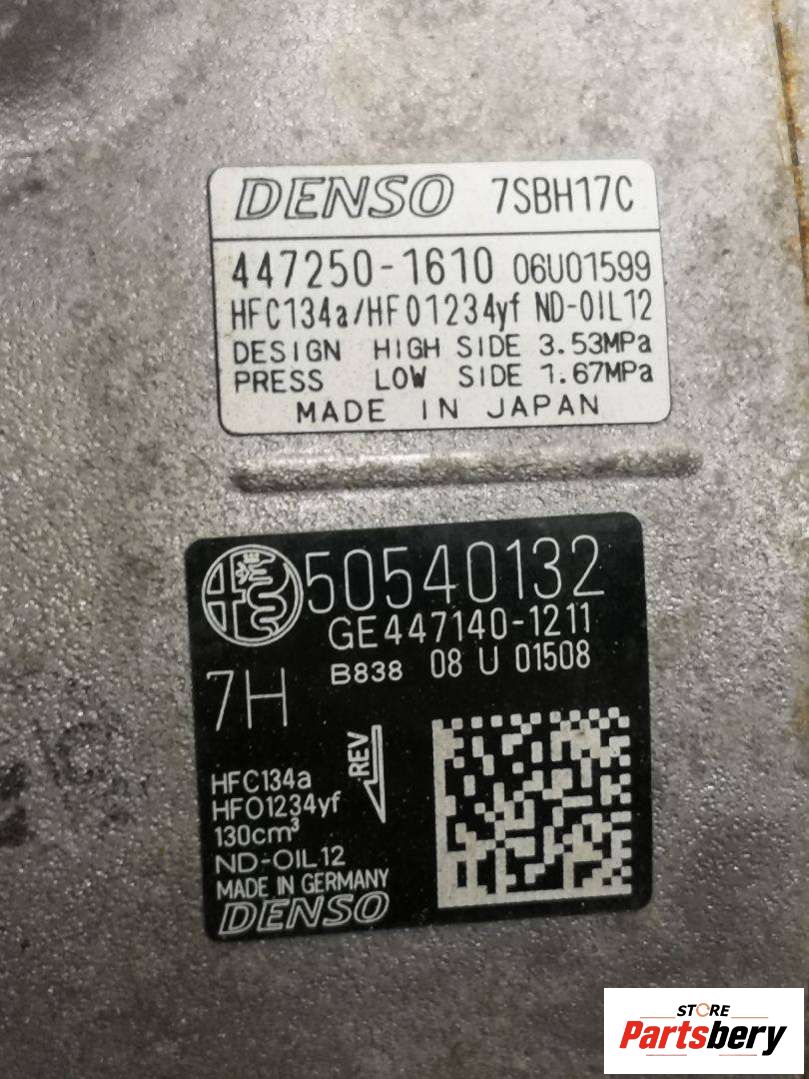 DENSO 7SBH17C
447250-1610 06U01599
HFC134a/HFO1234yf ND-OIL12
DESIGN HIGH SIDE 3.53MPa
PRESS LOW SIDE 1.67MPa
MADE IN JAPAN
50540132
GE447140-1211
B838 08 U 01508
7H
REV
HFC134a
HFO1234yf
130cm³
ND-OIL12
MADE IN GERMANY
DENSO
STORE
Partsbery